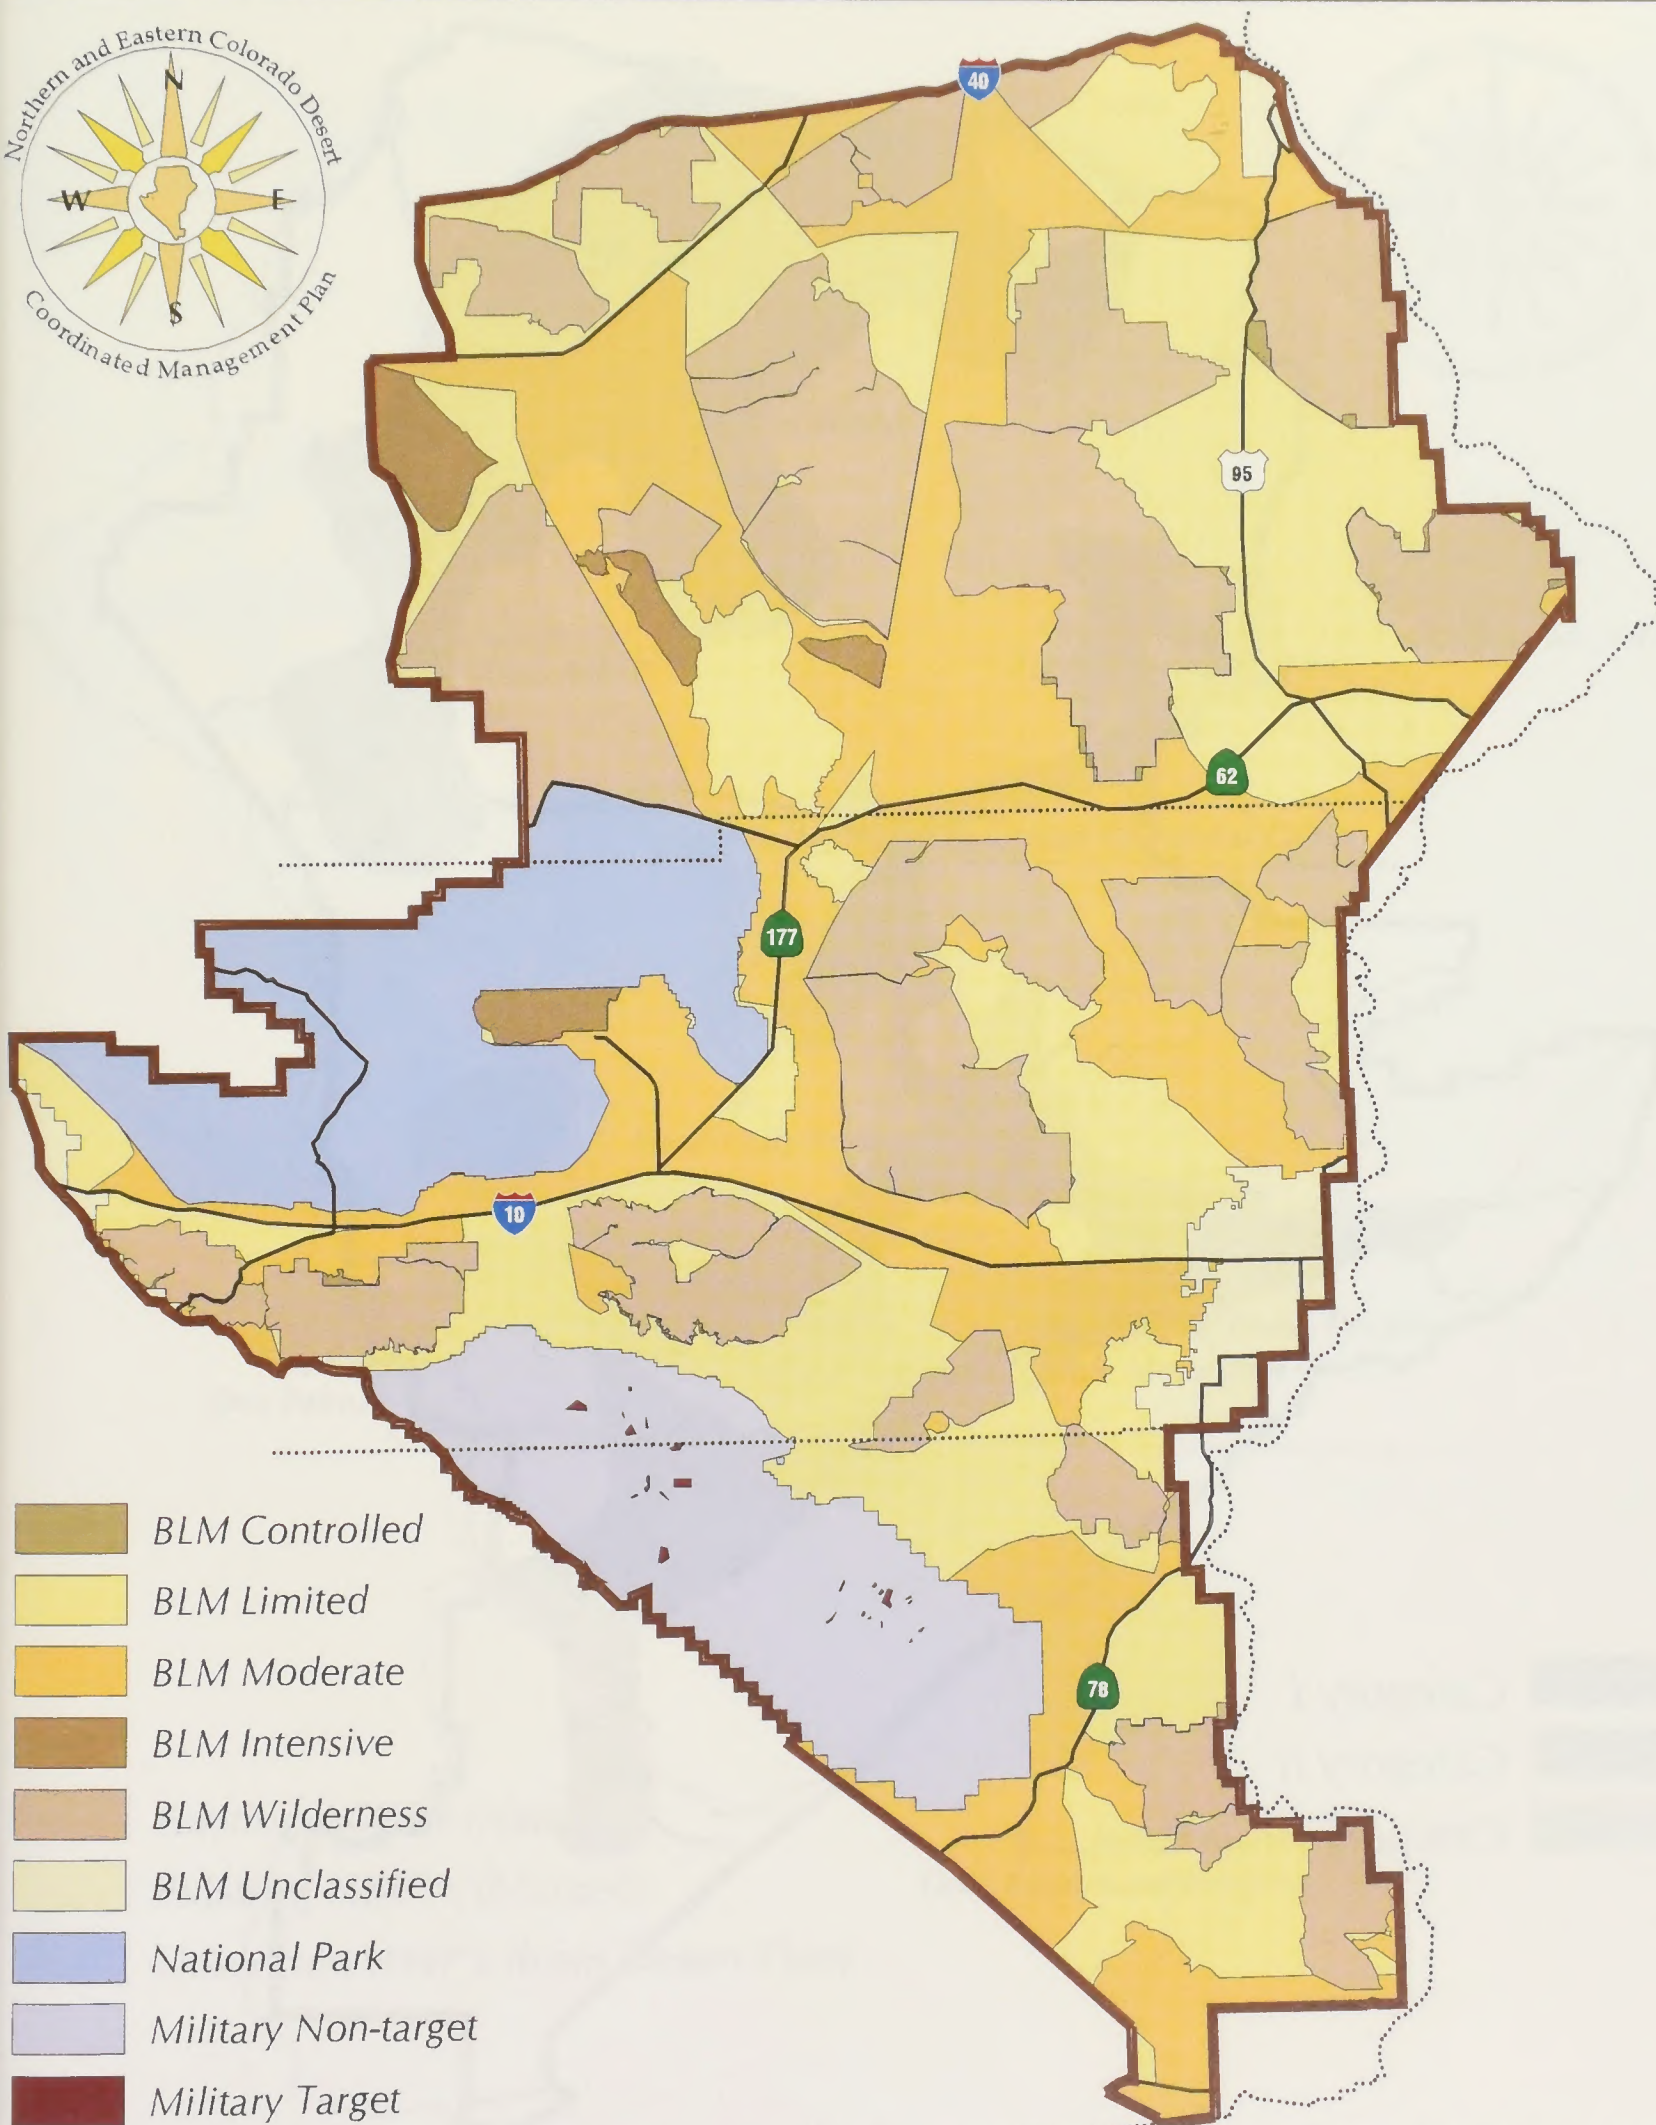 Northern and Eastern Colorado Desert
N
W
E
S
Coordinated Management Plan
40
95
62
177
10
78
BLM Controlled
BLM Limited
BLM Moderate
BLM Intensive
BLM Wilderness
BLM Unclassified
National Park
Military Non-target
Military Target